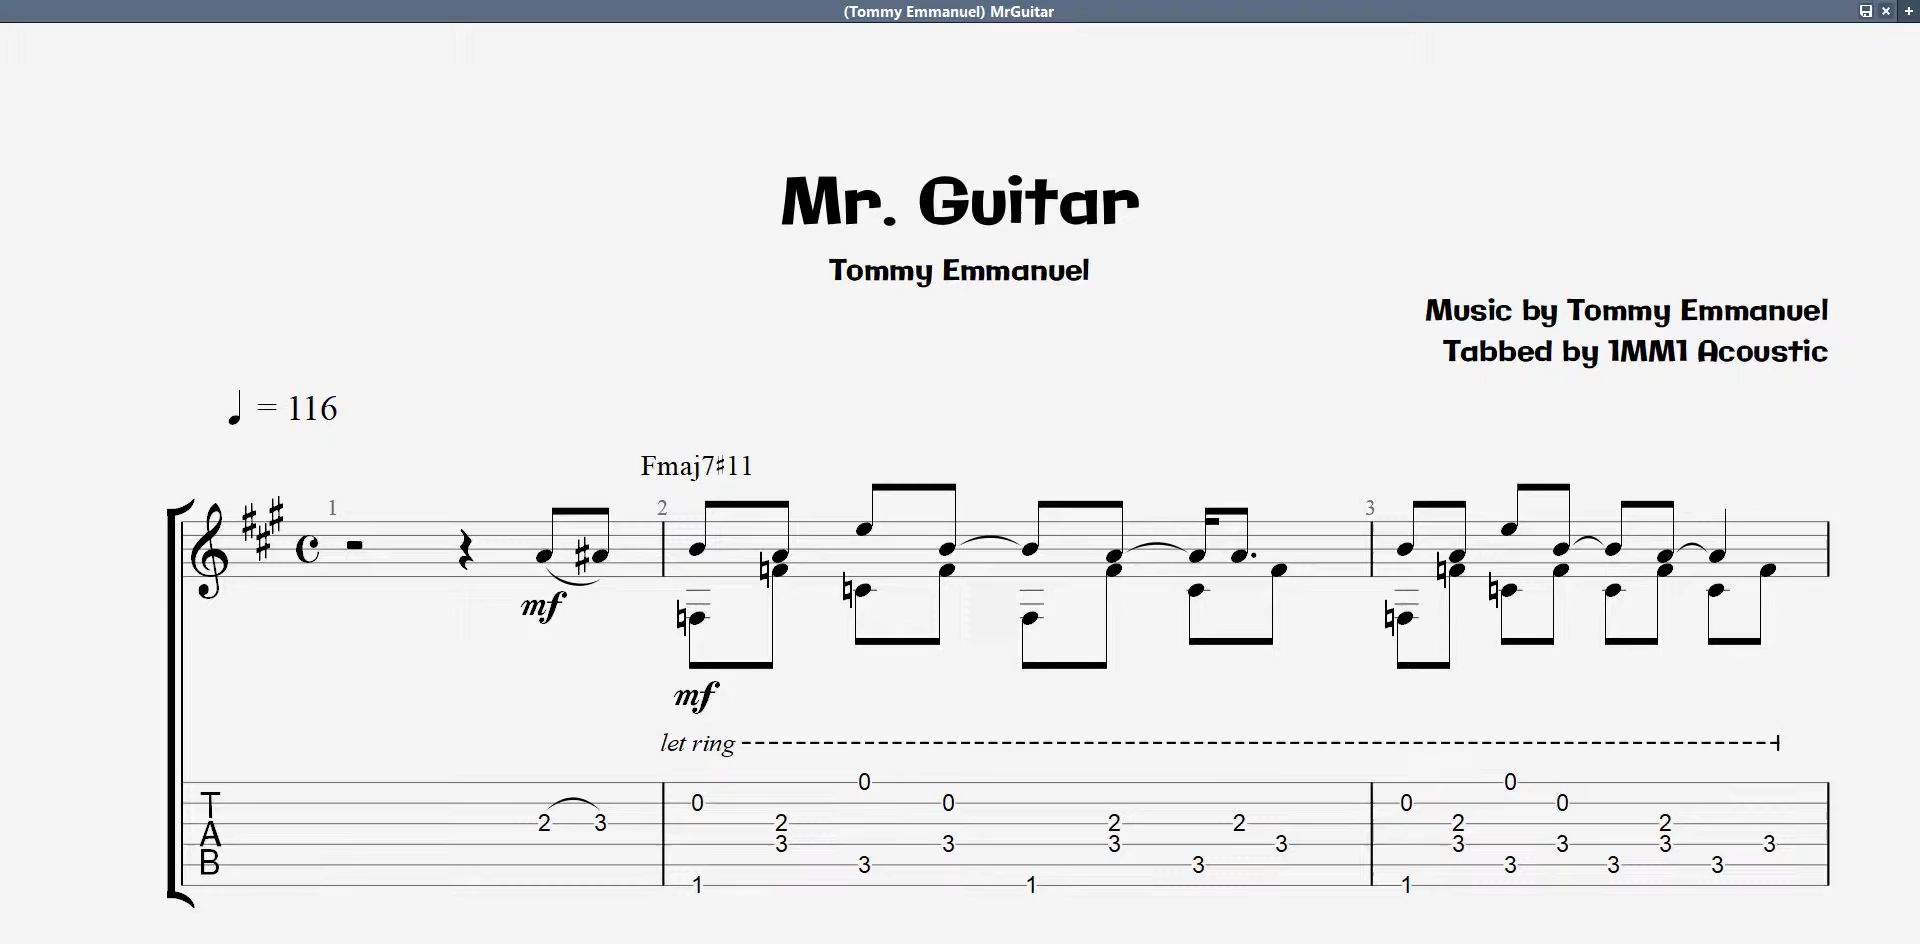 (Tommy Emmanuel) MrGuitar
Mr. Guitar
Tommy Emmanuel
Music by Tommy Emmanuel
Tabbed by 1MM1 Acoustic
♩ = 116
Fmaj7♯11
1 2 3
mf
mf
let ring
T
A
B
0 0
0 0 0 0
2 3 2 2 2 2 2
3 3 3 3 3 3 3 3
3 3 3 3 3
1 1 1